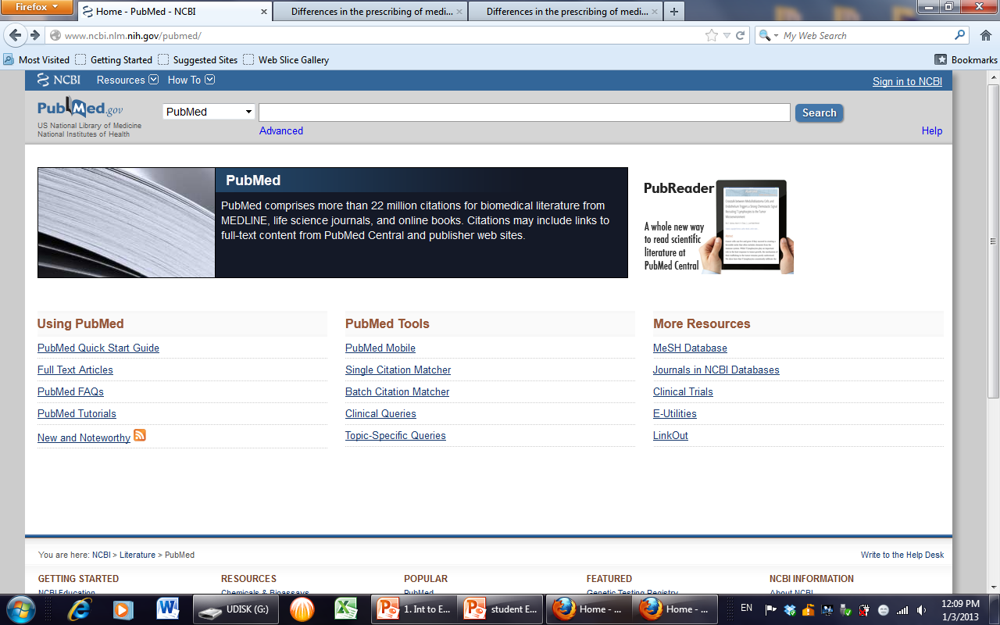 Firefox
Home - PubMed - NCBI
Differences in the prescribing of medi...
Differences in the prescribing of medi...
www.ncbi.nlm.nih.gov/pubmed/
My Web Search
Most Visited Getting Started Suggested Sites Web Slice Gallery
Bookmarks
NCBI Resources How To
Sign in to NCBI
PubMed.gov
US National Library of Medicine
National Institutes of Health
PubMed
Search
Advanced
Help
PubMed
PubMed comprises more than 22 million citations for biomedical literature from
MEDLINE, life science journals, and online books. Citations may include links to
full-text content from PubMed Central and publisher web sites.
PubReader
A whole new way
to read scientific
literature at
PubMed Central
Using PubMed
PubMed Quick Start Guide
Full Text Articles
PubMed FAQs
PubMed Tutorials
New and Noteworthy
PubMed Tools
PubMed Mobile
Single Citation Matcher
Batch Citation Matcher
Clinical Queries
Topic-Specific Queries
More Resources
MeSH Database
Journals in NCBI Databases
Clinical Trials
E-Utilities
LinkOut
You are here: NCBI > Literature > PubMed
Write to the Help Desk
GETTING STARTED
NCBI Education
RESOURCES
Chemicals & Bioassays
POPULAR
PubMed
FEATURED
Genetic Testing Registry
NCBI INFORMATION
About NCBI
UDISK (G:)
1. Int to E...
student E...
Home - ...
Home - ...
EN
12:09 PM
1/3/2013